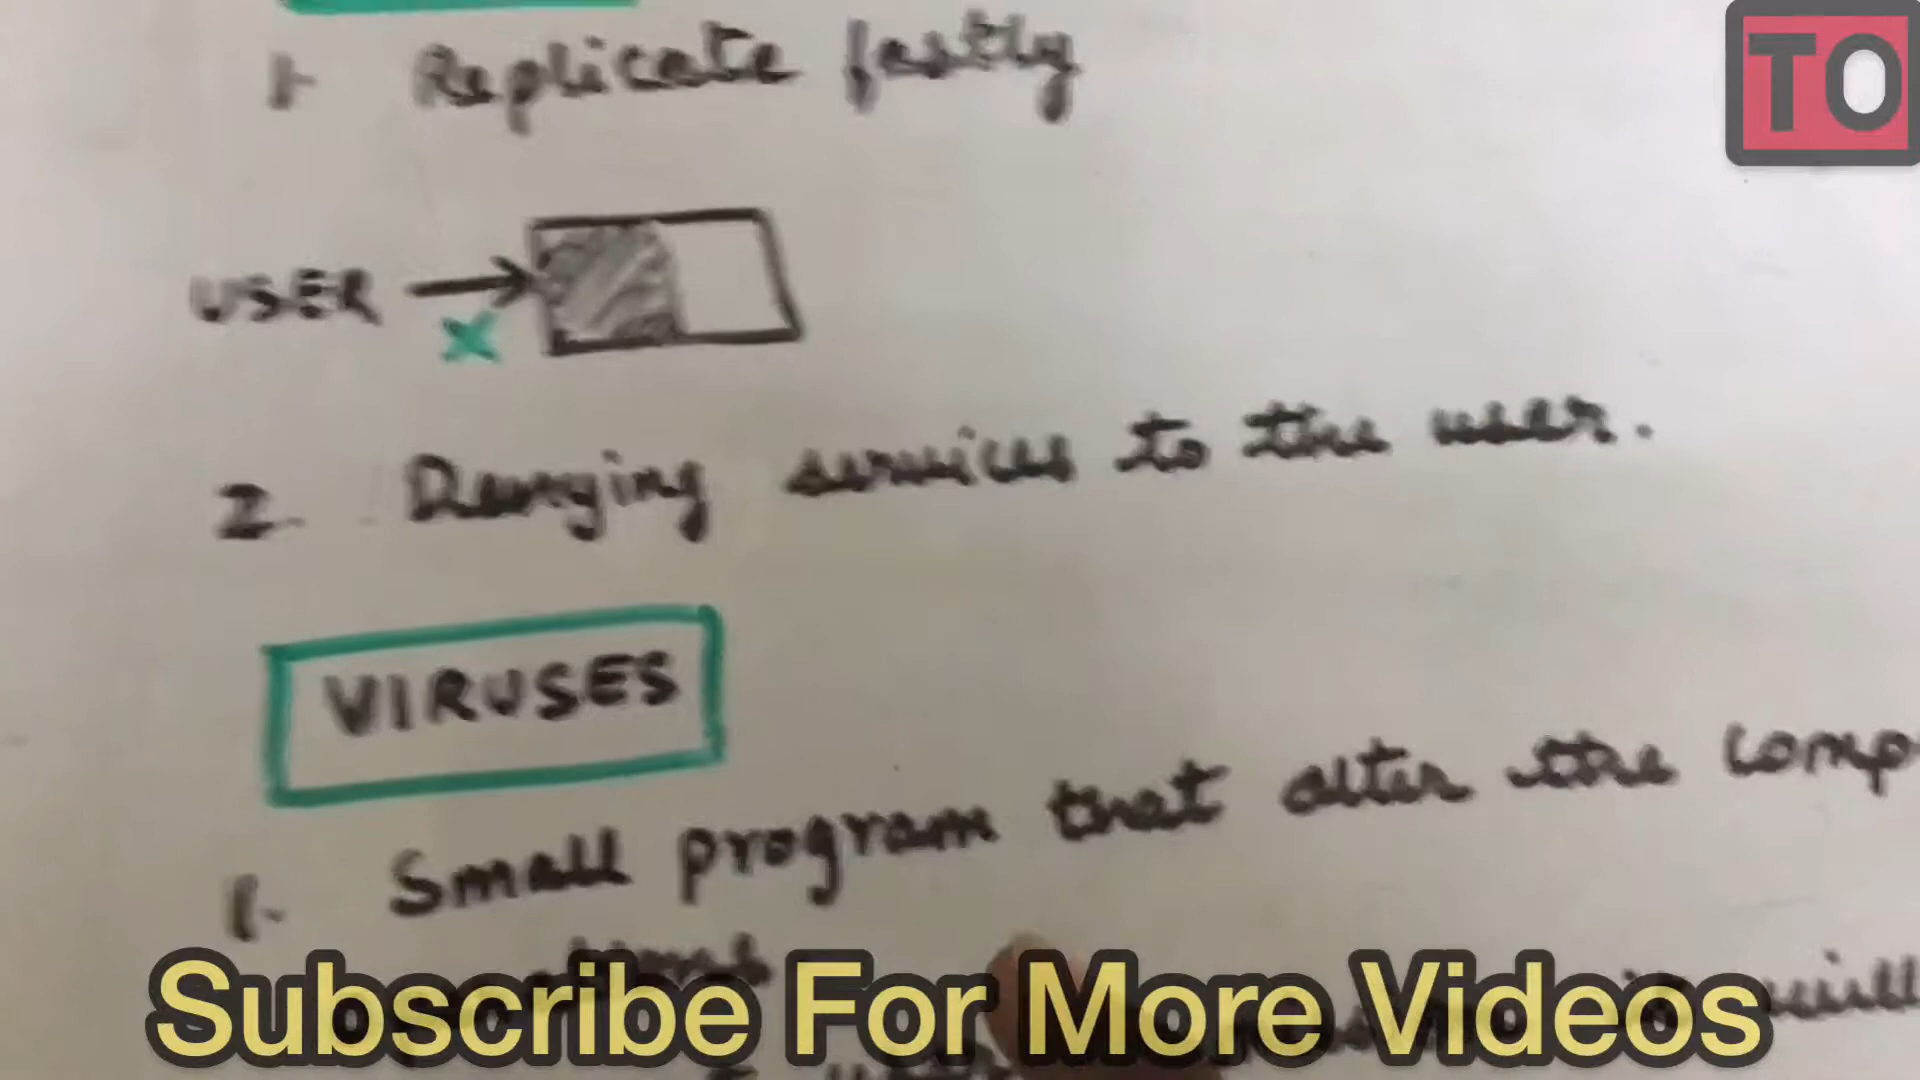 TO
1. Replicate fastly
USER
X
2. Denying services to the user.
VIRUSES
1. Small program that alter the comp
will
Subscribe For More Videos